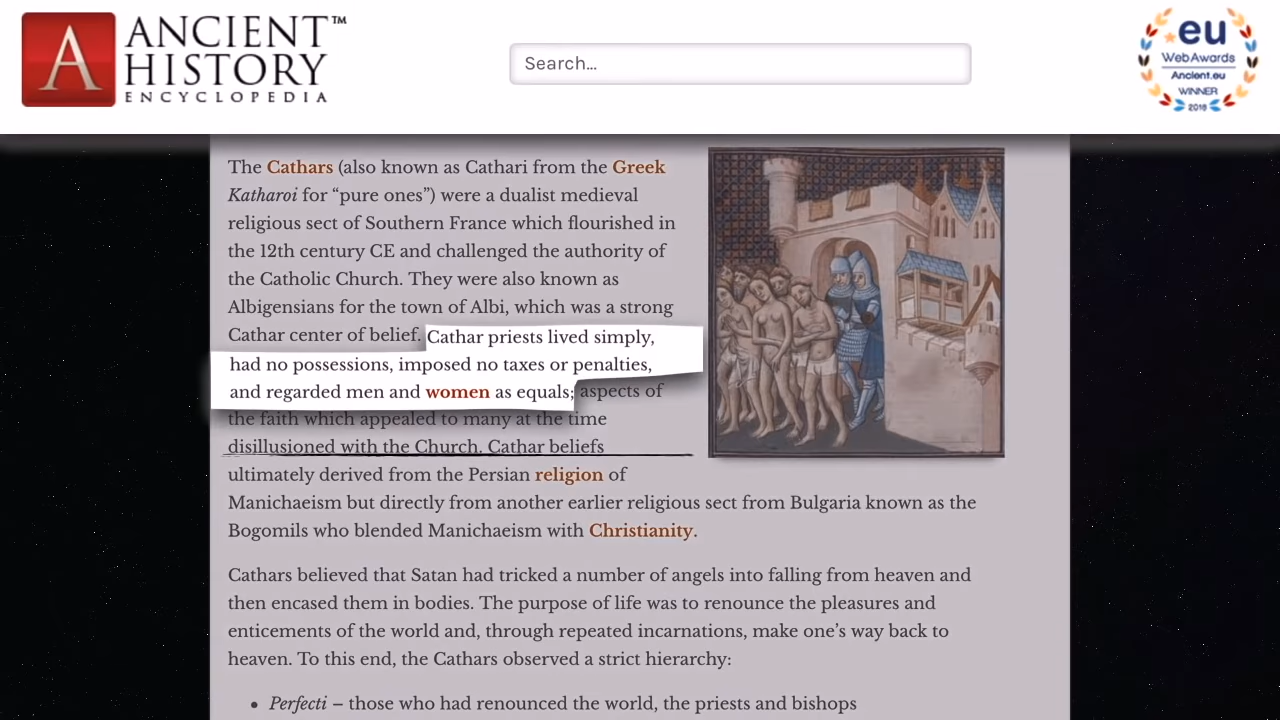 A ANCIENT™
HISTORY
ENCYCLOPEDIA
Search...
.eu
WebAwards
Ancient.eu
WINNER
2016
The Cathars (also known as Cathari from the Greek
Katharoi for “pure ones”) were a dualist medieval
religious sect of Southern France which flourished in
the 12th century CE and challenged the authority of
the Catholic Church. They were also known as
Albigensians for the town of Albi, which was a strong
Cathar center of belief. Cathar priests lived simply,
had no possessions, imposed no taxes or penalties,
and regarded men and women as equals; aspects of
the faith which appealed to many at the time
disillusioned with the Church. Cathar beliefs
ultimately derived from the Persian religion of
Manichaeism but directly from another earlier religious sect from Bulgaria known as the
Bogomils who blended Manichaeism with Christianity.
Cathars believed that Satan had tricked a number of angels into falling from heaven and
then encased them in bodies. The purpose of life was to renounce the pleasures and
enticements of the world and, through repeated incarnations, make one’s way back to
heaven. To this end, the Cathars observed a strict hierarchy:
• Perfecti – those who had renounced the world, the priests and bishops